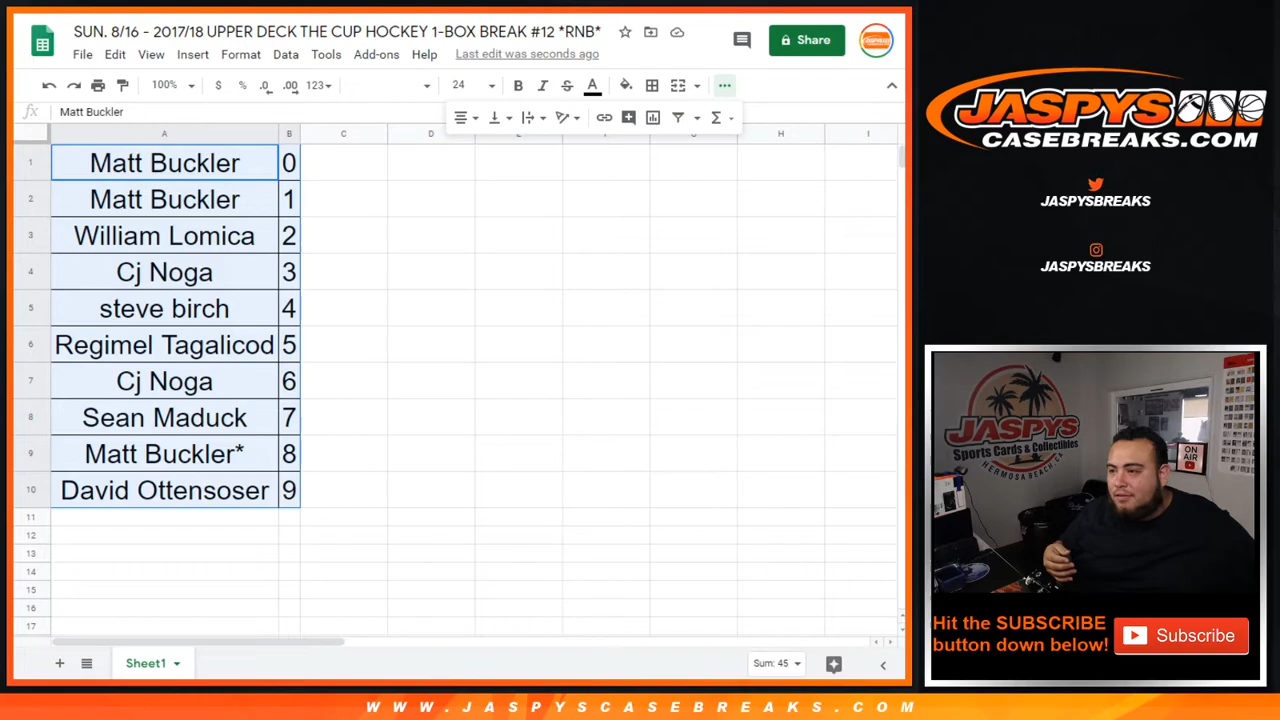 SUN. 8/16 - 2017/18 UPPER DECK THE CUP HOCKEY 1-BOX BREAK #12 *RNB*
File Edit View Insert Format Data Tools Add-ons Help Last edit was seconds ago
Share
100% $ % .0 .00 123 24 B I S A
fx Matt Buckler
A B C D E F G H I
1 Matt Buckler 0
2 Matt Buckler 1
3 William Lomica 2
4 Cj Noga 3
5 steve birch 4
6 Regimel Tagalicod 5
7 Cj Noga 6
8 Sean Maduck 7
9 Matt Buckler* 8
10 David Ottensoser 9
11
12
13
14
15
16
17
Sheet1
Sum: 45
JASPYS
CASEBREAKS.COM
JASPYSBREAKS
JASPYSBREAKS
JASPYS
Sports Cards & Collectibles
HERMOSA BEACH, CA
ON AIR
Hit the SUBSCRIBE
button down below!
Subscribe
WWW.JASPYSCASEBREAKS.COM